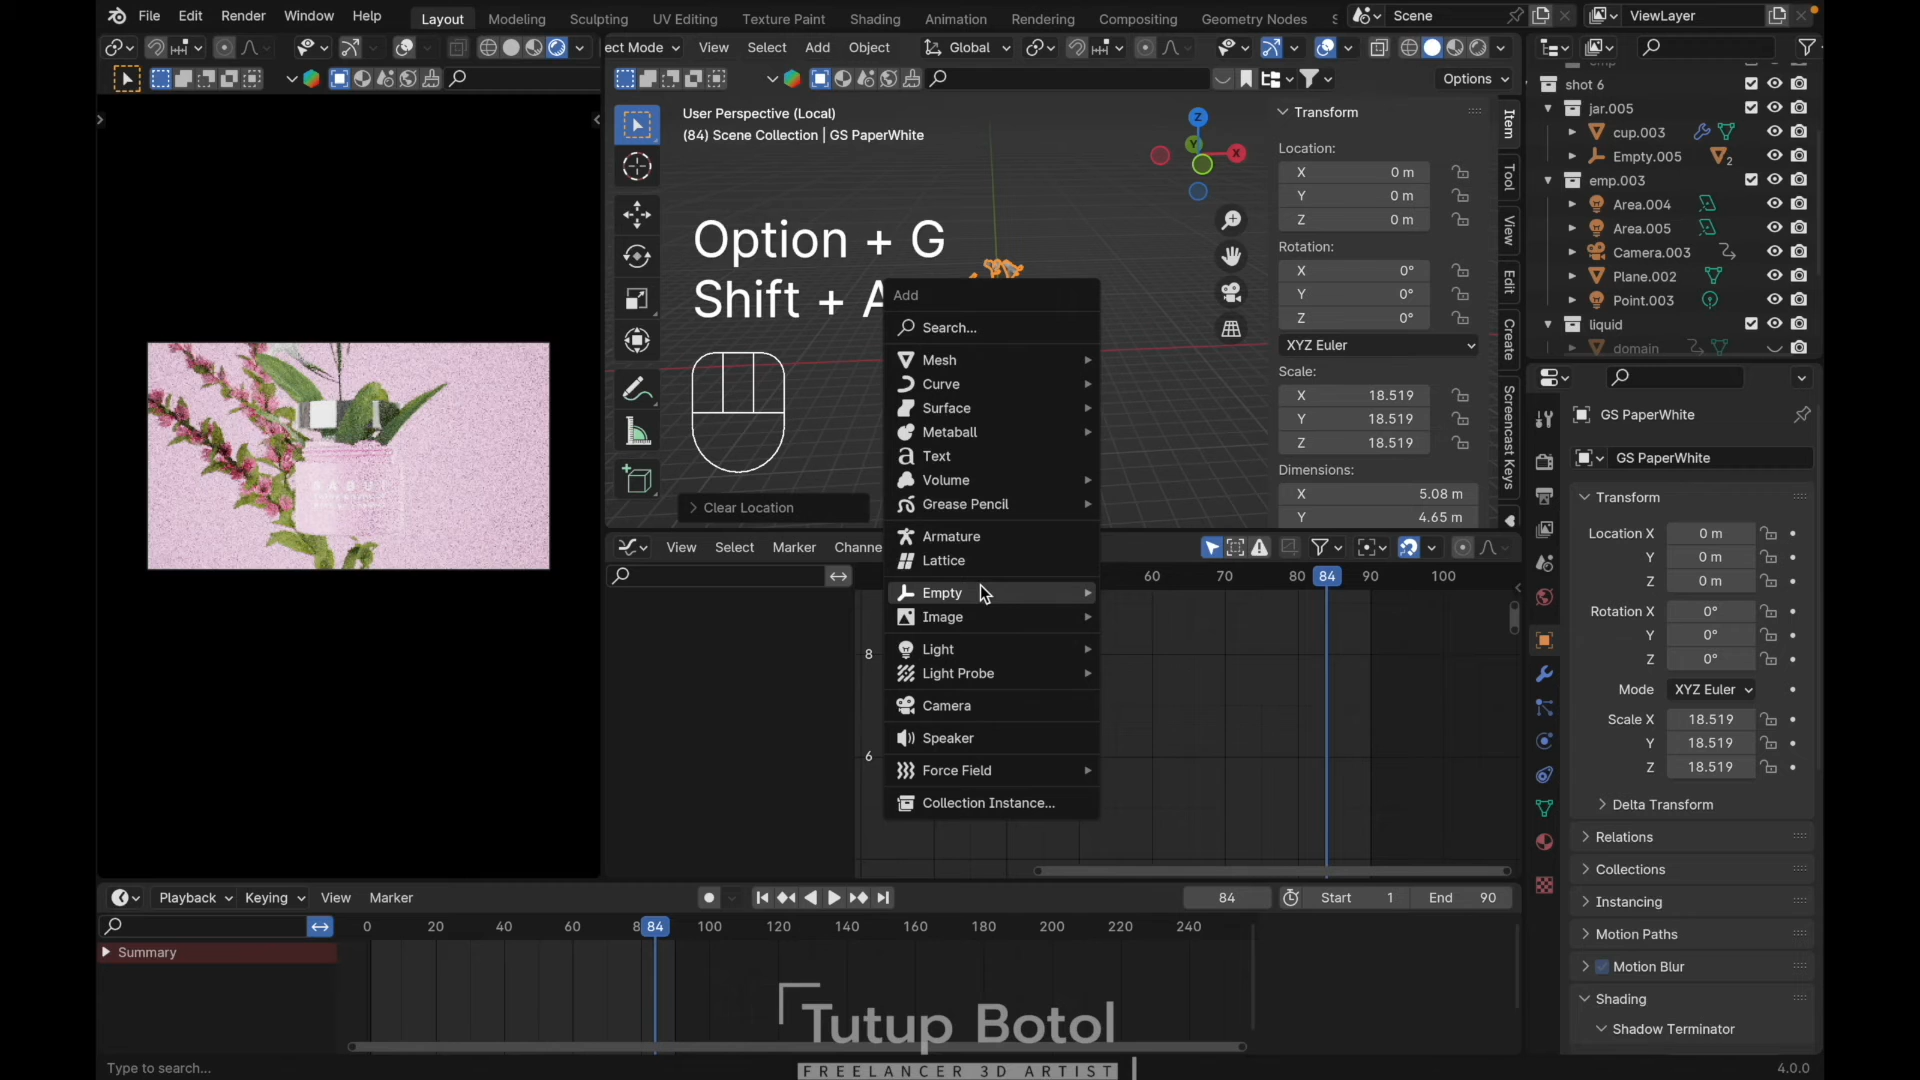 File Edit Render Window Help
Layout Modeling Sculpting UV Editing Texture Paint Shading Animation Rendering Compositing Geometry Nodes S
Scene
ViewLayer
ect Mode View Select Add Object Global
Options
User Perspective (Local)
(84) Scene Collection | GS PaperWhite
Option + G
Shift + A
Z
Y
X
Add
Search...
Mesh
Curve
Surface
Metaball
Text
Volume
Grease Pencil
Armature
Lattice
Empty
Image
Light
Light Probe
Camera
Speaker
Force Field
Collection Instance...
Clear Location
Transform
Location:
X 0 m
Y 0 m
Z 0 m
Rotation:
X 0°
Y 0°
Z 0°
XYZ Euler
Scale:
X 18.519
Y 18.519
Z 18.519
Dimensions:
X 5.08 m
Y 4.65 m
Item
Tool
View
Edit
Create
Screencast Keys
shot 6
jar.005
cup.003
Empty.005 2
emp.003
Area.004
Area.005
Camera.003
Plane.002
Point.003
liquid
domain
GS PaperWhite
GS PaperWhite
Transform
Location X 0 m
Y 0 m
Z 0 m
Rotation X 0°
Y 0°
Z 0°
Mode XYZ Euler
Scale X 18.519
Y 18.519
Z 18.519
Delta Transform
Relations
Collections
Instancing
Motion Paths
Motion Blur
Shading
Shadow Terminator
View Select Marker Channe
60 70 80 84 90 100
8
6
Playback Keying View Marker
84 Start 1 End 90
0 20 40 60 8 84 100 120 140 160 180 200 220 240
Summary
Tutup Botol
FREELANCER 3D ARTIST
Type to search...
4.0.0